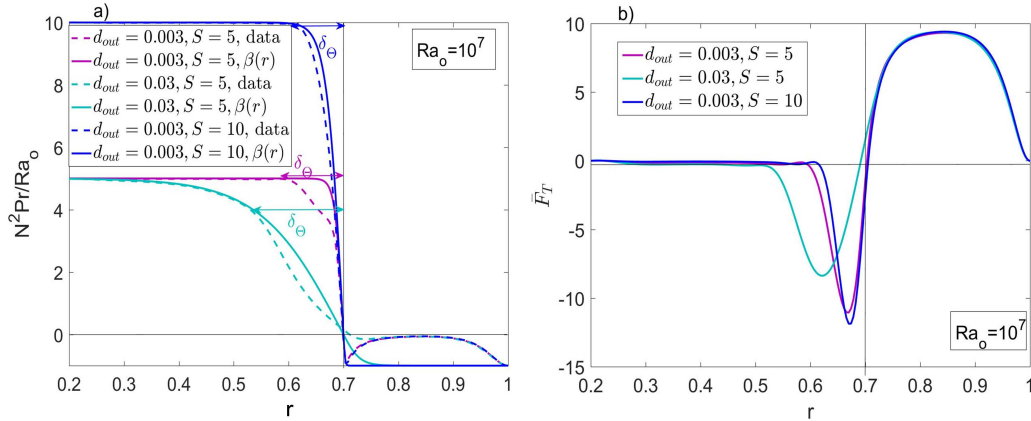 a)
N²Pr/Raₒ
10
8
6
4
2
0
d_out = 0.003, S = 5, data
d_out = 0.003, S = 5, β(r)
d_out = 0.03, S = 5, data
d_out = 0.03, S = 5, β(r)
d_out = 0.003, S = 10, data
d_out = 0.003, S = 10, β(r)
δ_Θ
Raₒ=10⁷
δ_Θ
δ_Θ
0.2 0.3 0.4 0.5 0.6 0.7 0.8 0.9 1
r
b)
F̄_T
10
5
0
-5
-10
-15
d_out = 0.003, S = 5
d_out = 0.03, S = 5
d_out = 0.003, S = 10
Raₒ=10⁷
0.2 0.3 0.4 0.5 0.6 0.7 0.8 0.9 1
r